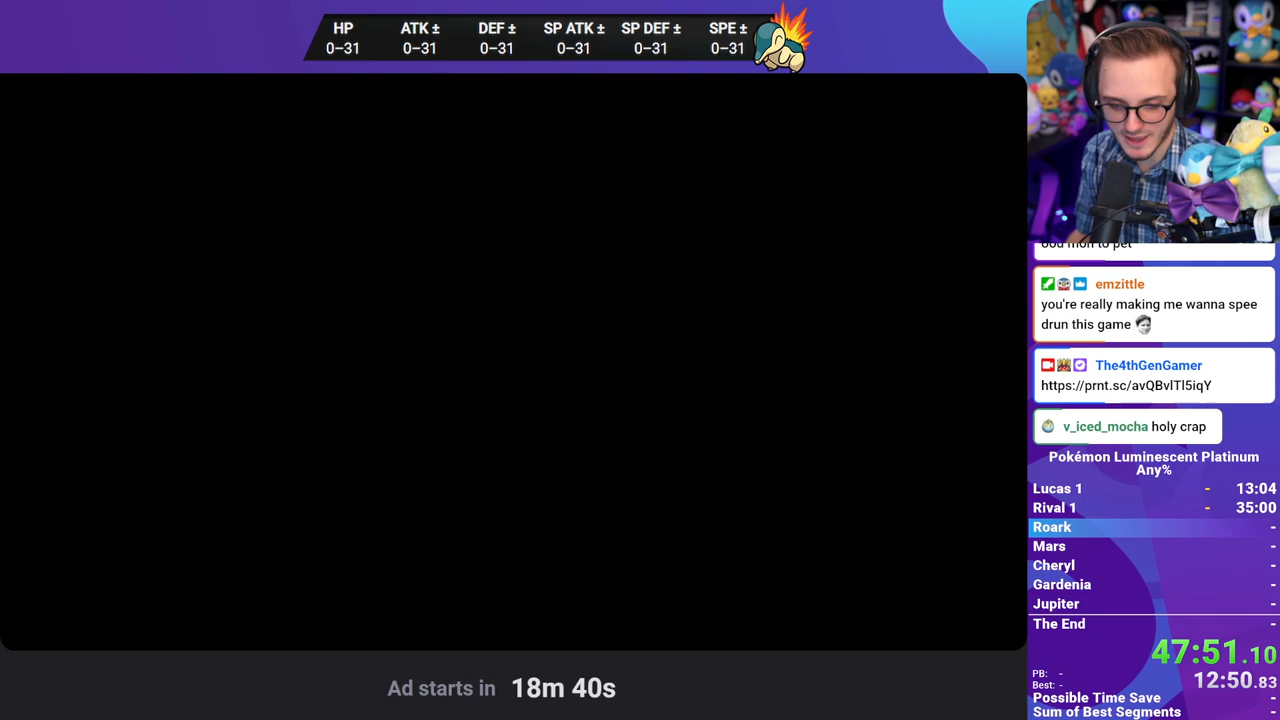 HP ATK ± DEF ± SP ATK ± SP DEF ± SPE ±
0–31 0–31 0–31 0–31 0–31 0–31
ood mon to pet
emzittle
you're really making me wanna spee
drun this game
The4thGenGamer
https://prnt.sc/avQBvlTl5iqY
v_iced_mocha holy crap
Pokémon Luminescent Platinum
Any%
Lucas 1 - 13:04
Rival 1 - 35:00
Roark -
Mars -
Cheryl -
Gardenia -
Jupiter -
The End -
47:51.10
PB: -
Best: - 12:50.83
Possible Time Save -
Sum of Best Segments -
Ad starts in 18m 40s